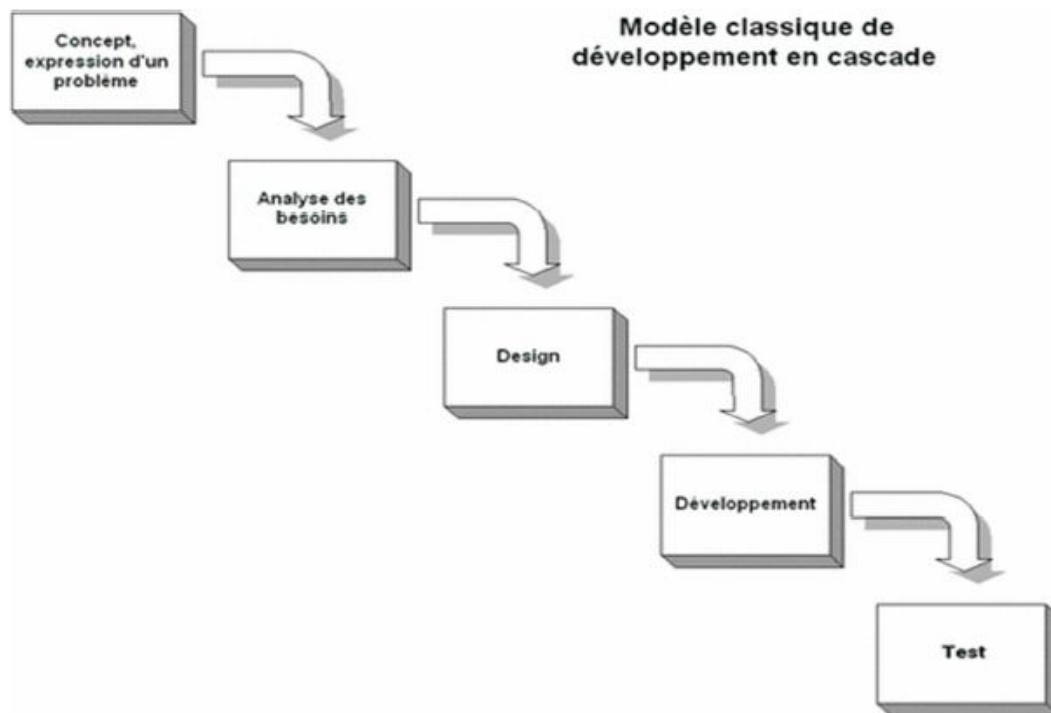 Modèle classique de
développement en cascade
Concept,
expression d'un
problème
Analyse des
besoins
Design
Développement
Test